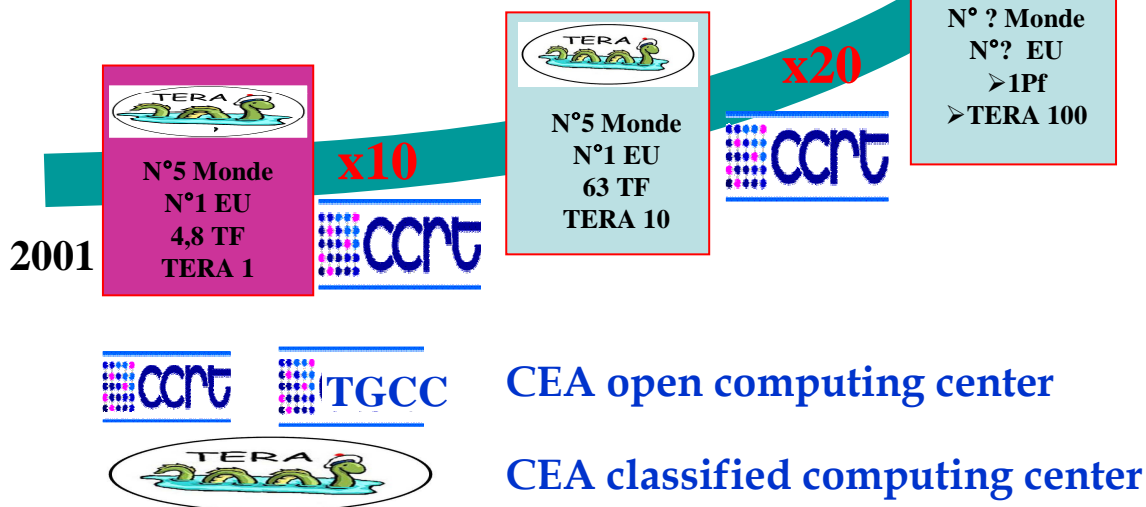 N° ? Monde
N°? EU
➢1Pf
➢TERA 100
TERA
x20
TERA
N°5 Monde
N°1 EU
63 TF
TERA 10
ccrt
x10
N°5 Monde
N°1 EU
4,8 TF
TERA 1
ccrt
2001
ccrt
TGCC
CEA open computing center
TERA
CEA classified computing center